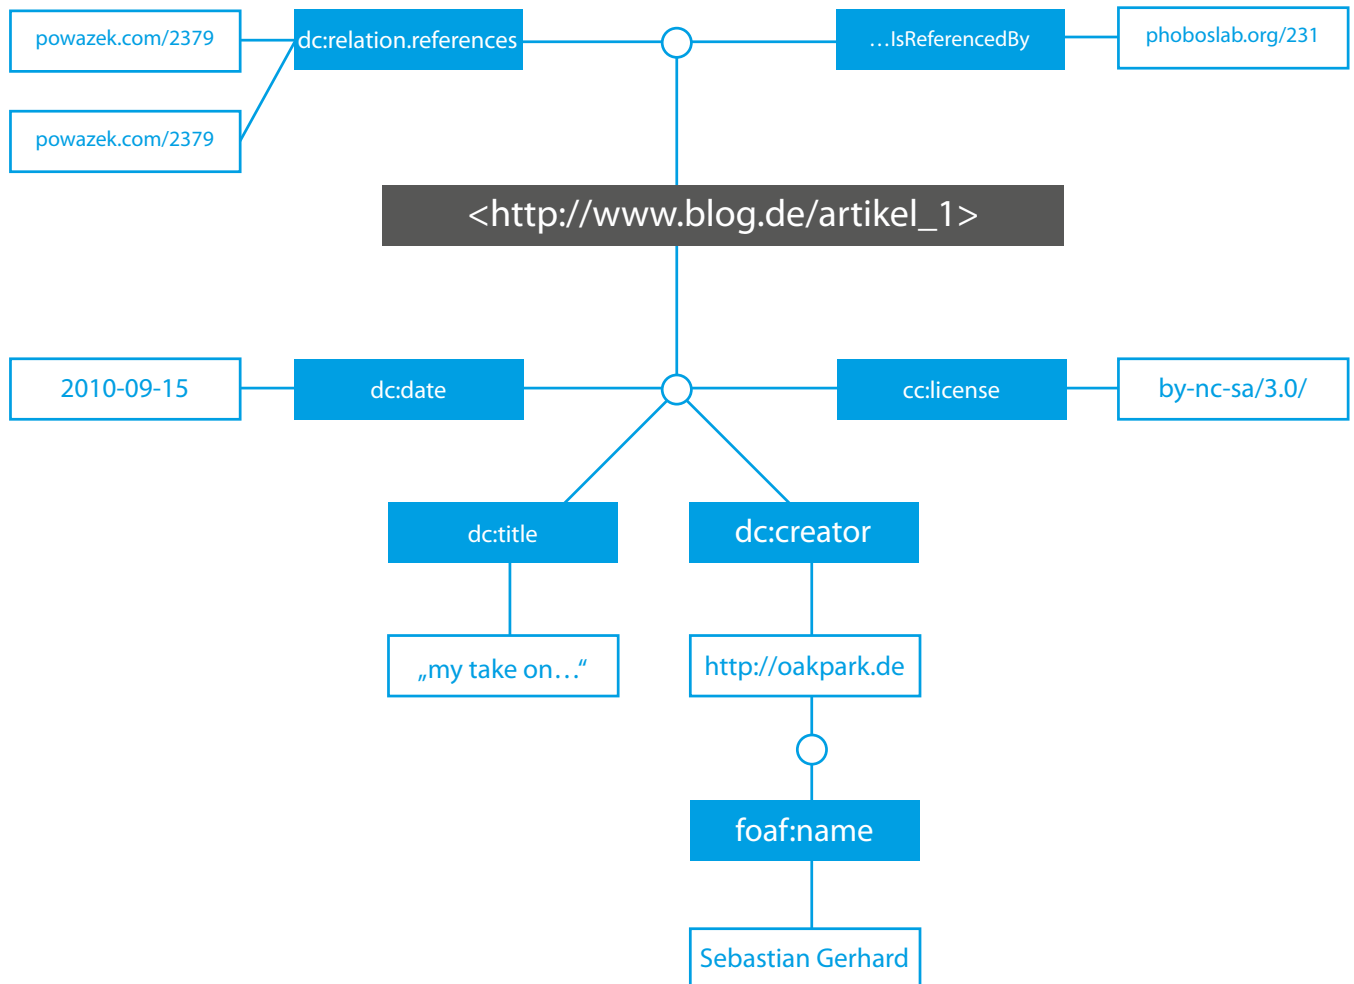 powazek.com/2379
dc:relation.references
…IsReferencedBy
phoboslab.org/231
powazek.com/2379
<http://www.blog.de/artikel_1>
2010-09-15
dc:date
cc:license
by-nc-sa/3.0/
dc:title
dc:creator
„my take on…“
http://oakpark.de
foaf:name
Sebastian Gerhard